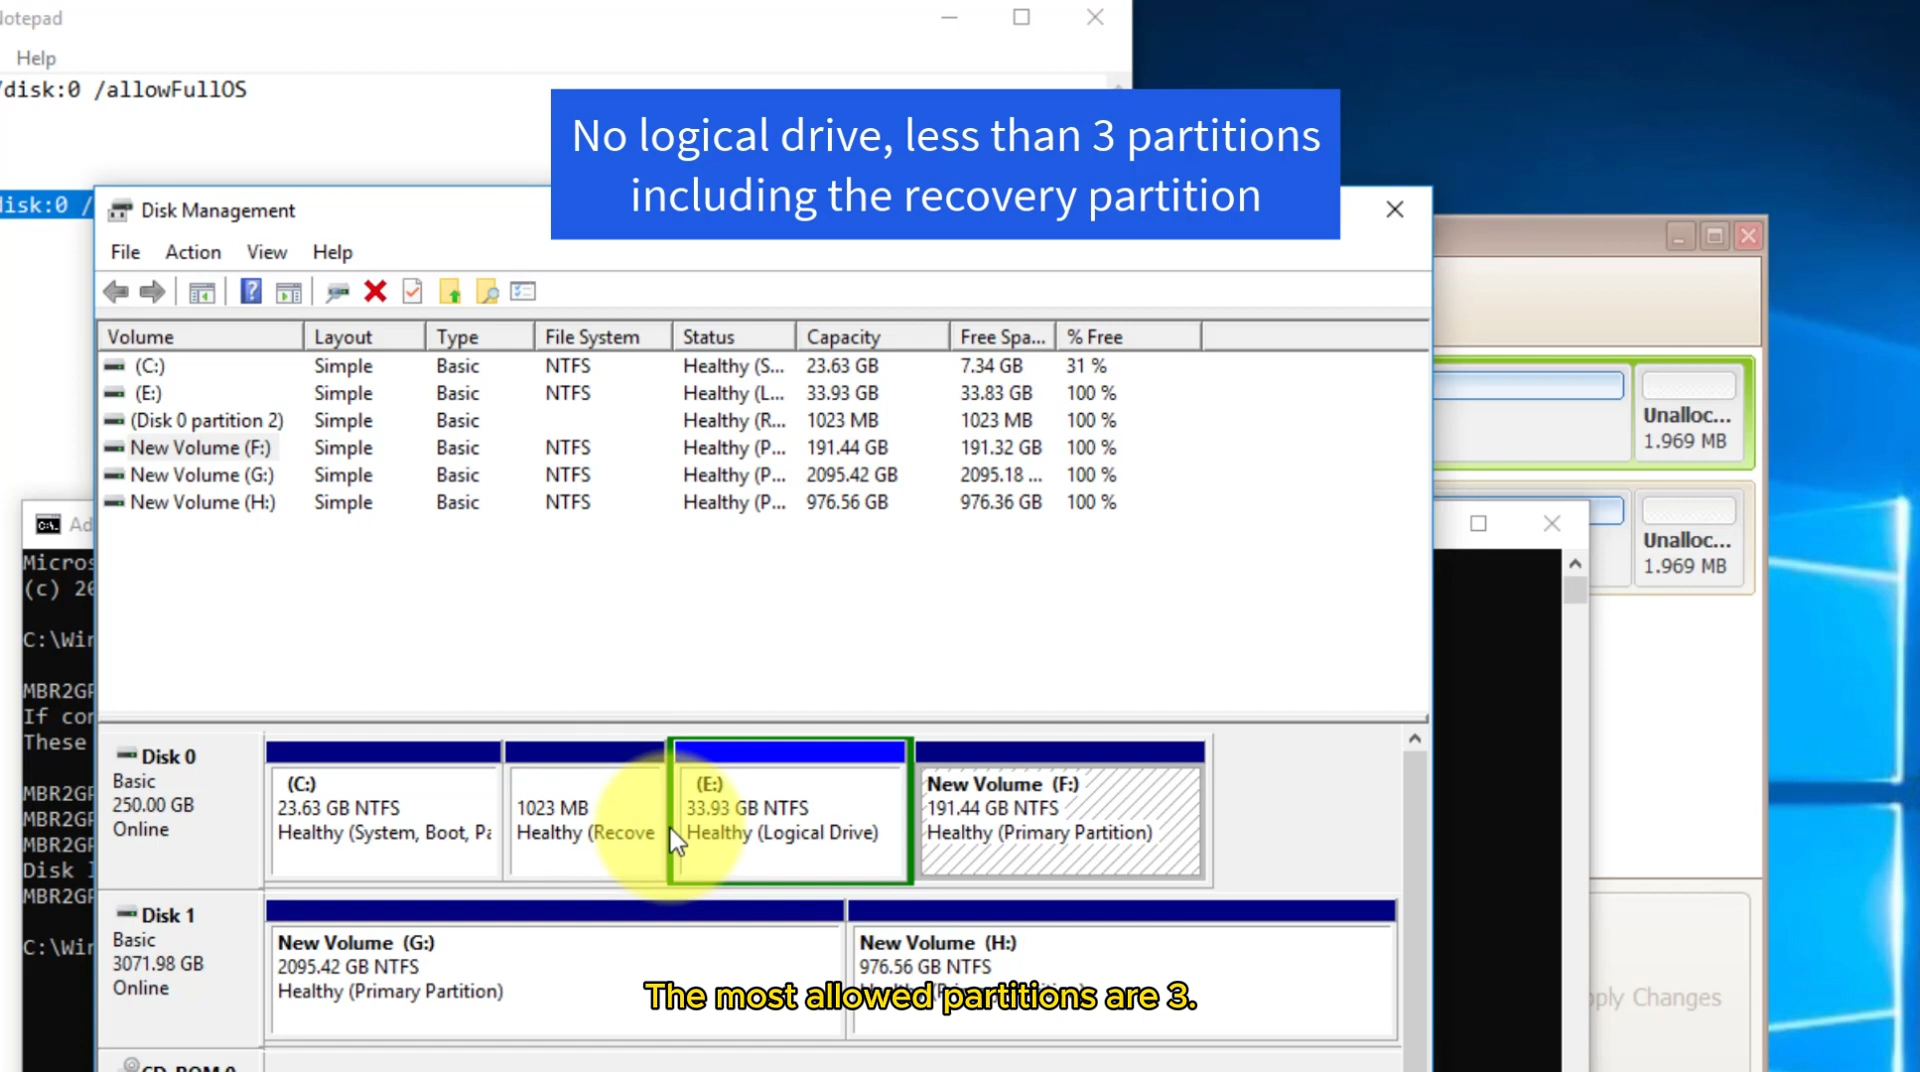 Notepad
Help
/disk:0 /allowFullOS
No logical drive, less than 3 partitions
including the recovery partition
disk:0 /
Disk Management
File Action View Help
Volume Layout Type File System Status Capacity Free Spa... % Free
(C:) Simple Basic NTFS Healthy (S... 23.63 GB 7.34 GB 31 %
(E:) Simple Basic NTFS Healthy (L... 33.93 GB 33.83 GB 100 %
(Disk 0 partition 2) Simple Basic Healthy (R... 1023 MB 1023 MB 100 %
New Volume (F:) Simple Basic NTFS Healthy (P... 191.44 GB 191.32 GB 100 %
New Volume (G:) Simple Basic NTFS Healthy (P... 2095.42 GB 2095.18 ... 100 %
New Volume (H:) Simple Basic NTFS Healthy (P... 976.56 GB 976.36 GB 100 %
Unalloc...
1.969 MB
Unalloc...
1.969 MB
Ad
Micros
(c) 20
C:\Win
MBR2GP
If con
These
MBR2GP
MBR2GP
MBR2GP
Disk l
MBR2GP
C:\Win
Disk 0
Basic
250.00 GB
Online
(C:)
23.63 GB NTFS
Healthy (System, Boot, Pa
1023 MB
Healthy (Recove
(E:)
33.93 GB NTFS
Healthy (Logical Drive)
New Volume (F:)
191.44 GB NTFS
Healthy (Primary Partition)
Disk 1
Basic
3071.98 GB
Online
New Volume (G:)
2095.42 GB NTFS
Healthy (Primary Partition)
New Volume (H:)
976.56 GB NTFS
The most allowed partitions are 3.
pply Changes
CD-ROM 0